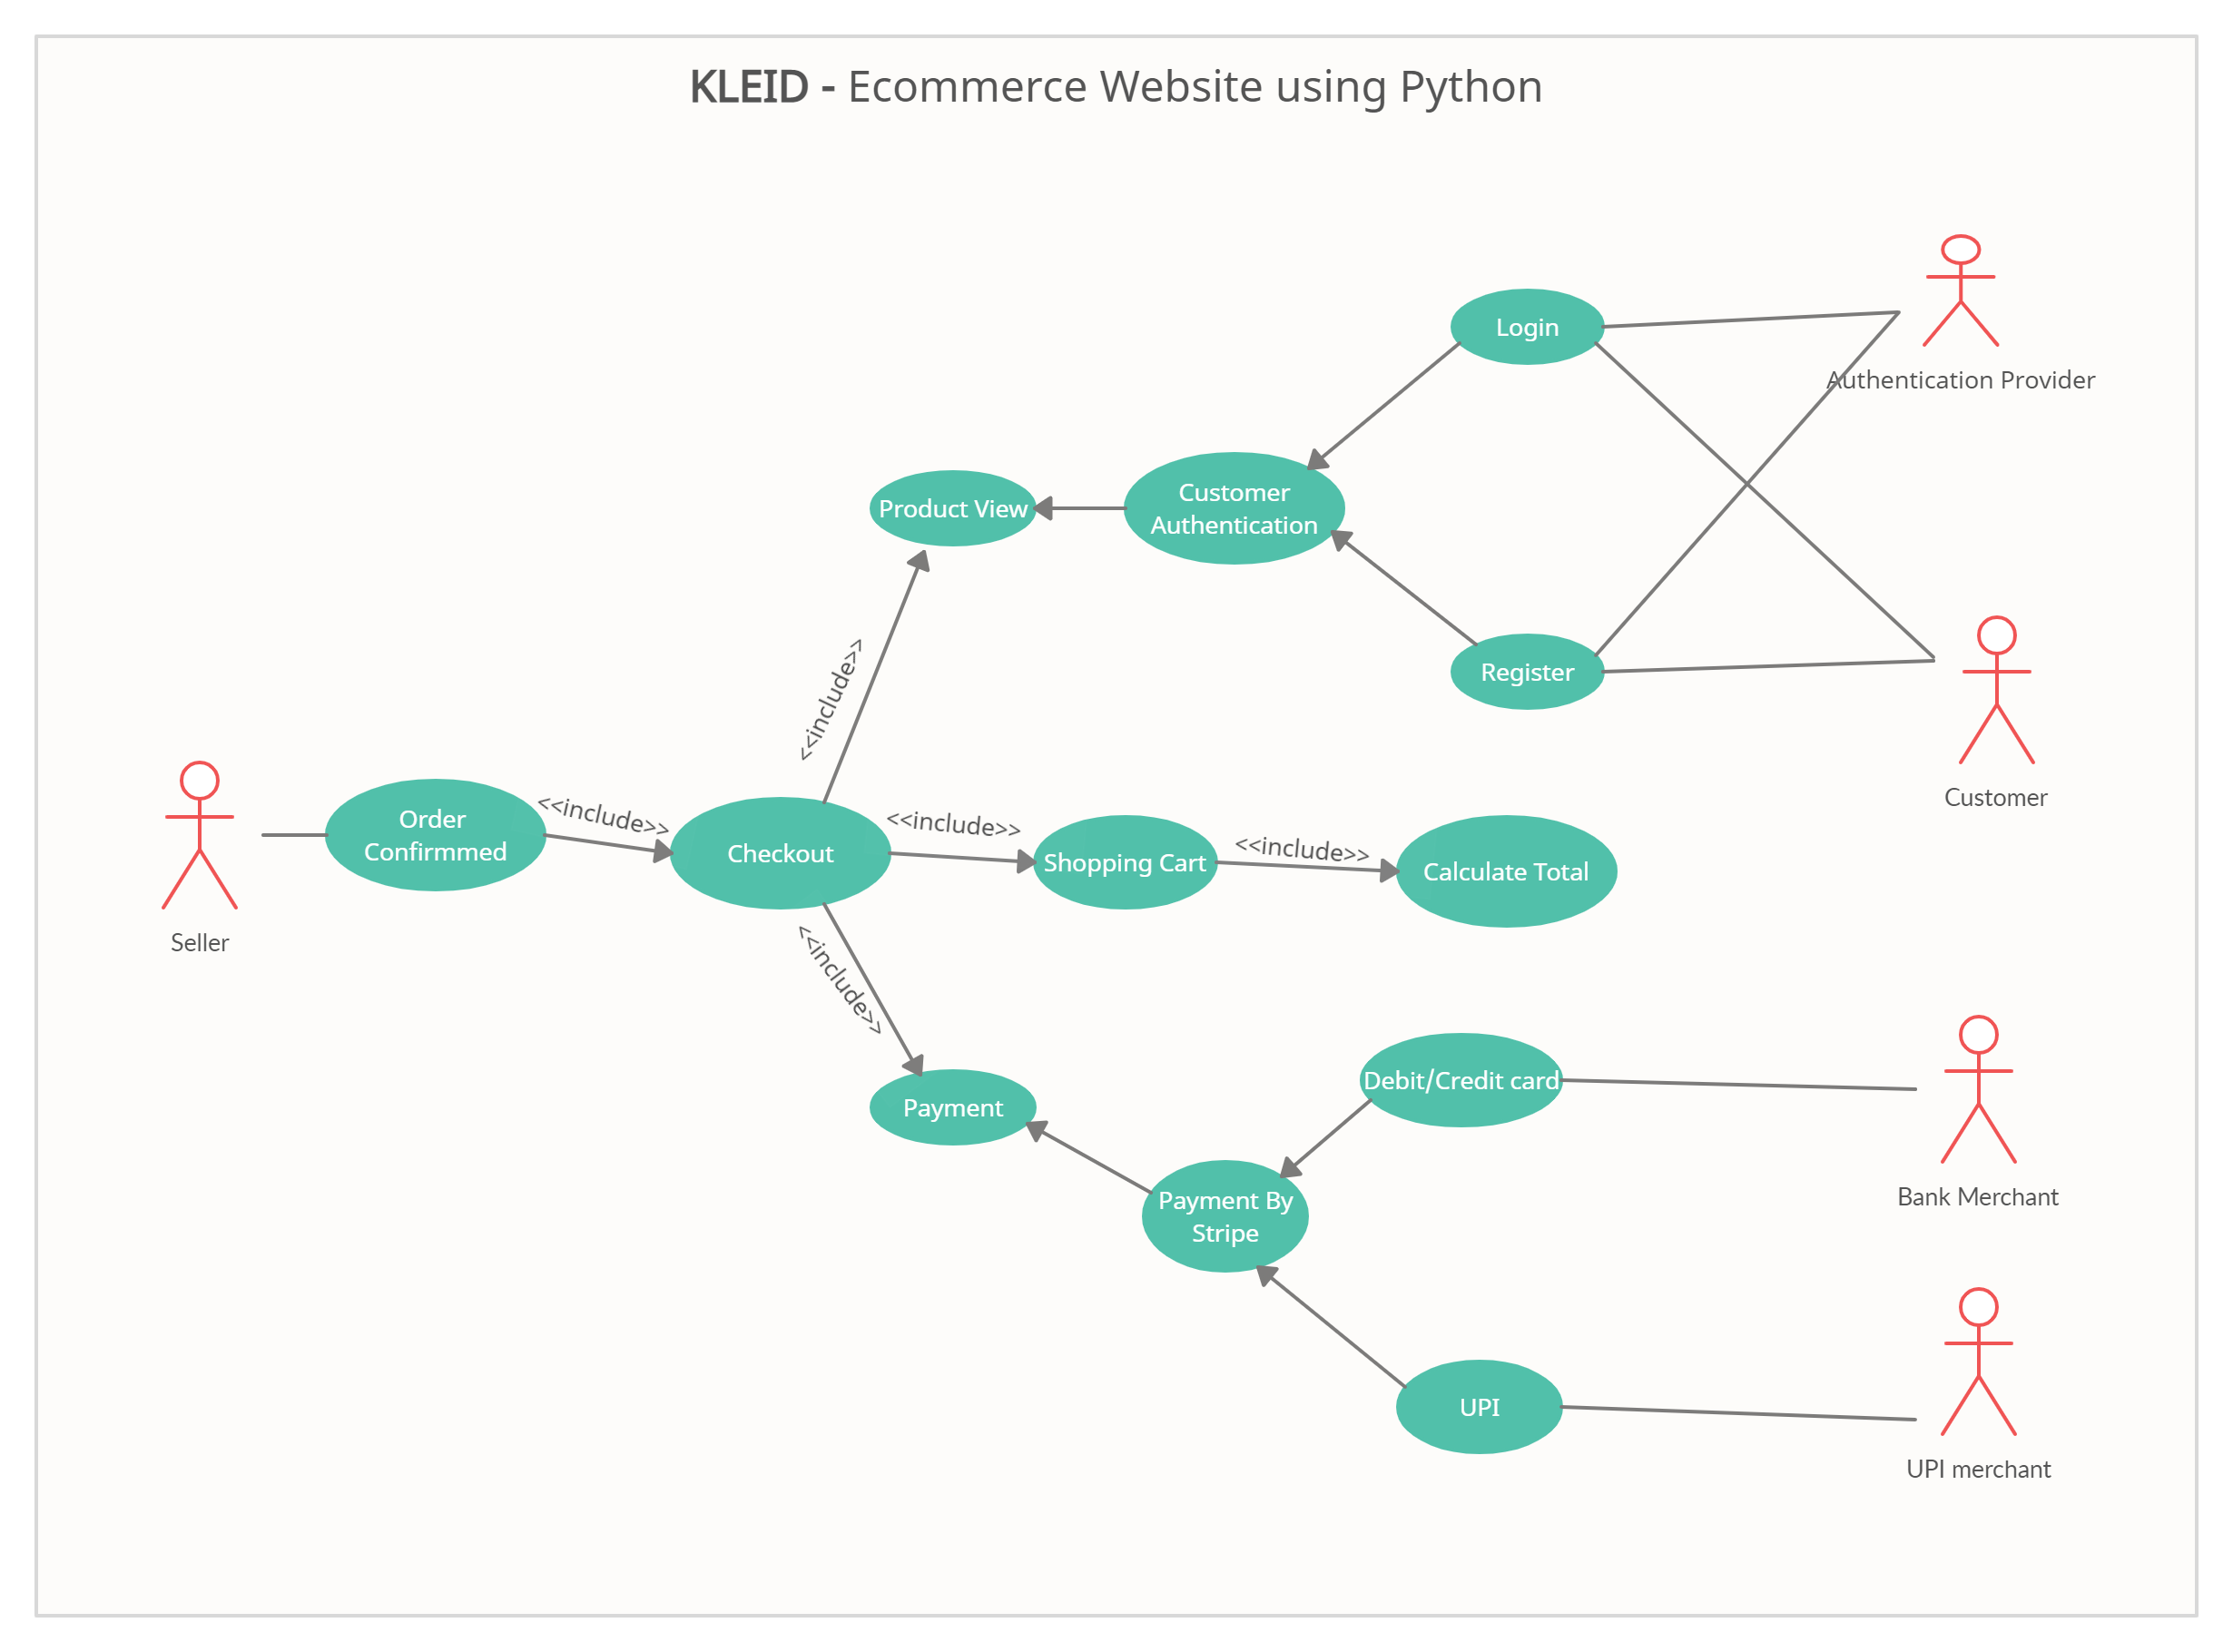 KLEID - Ecommerce Website using Python
Login
Authentication Provider
Product View
Customer
Authentication
Register
<<include>>
Customer
Order
Confirmmed
<<include>>
Checkout
<<include>>
Shopping Cart
<<include>>
Calculate Total
Seller
<<include>>
Debit/Credit card
Payment
Bank Merchant
Payment By
Stripe
UPI
UPI merchant